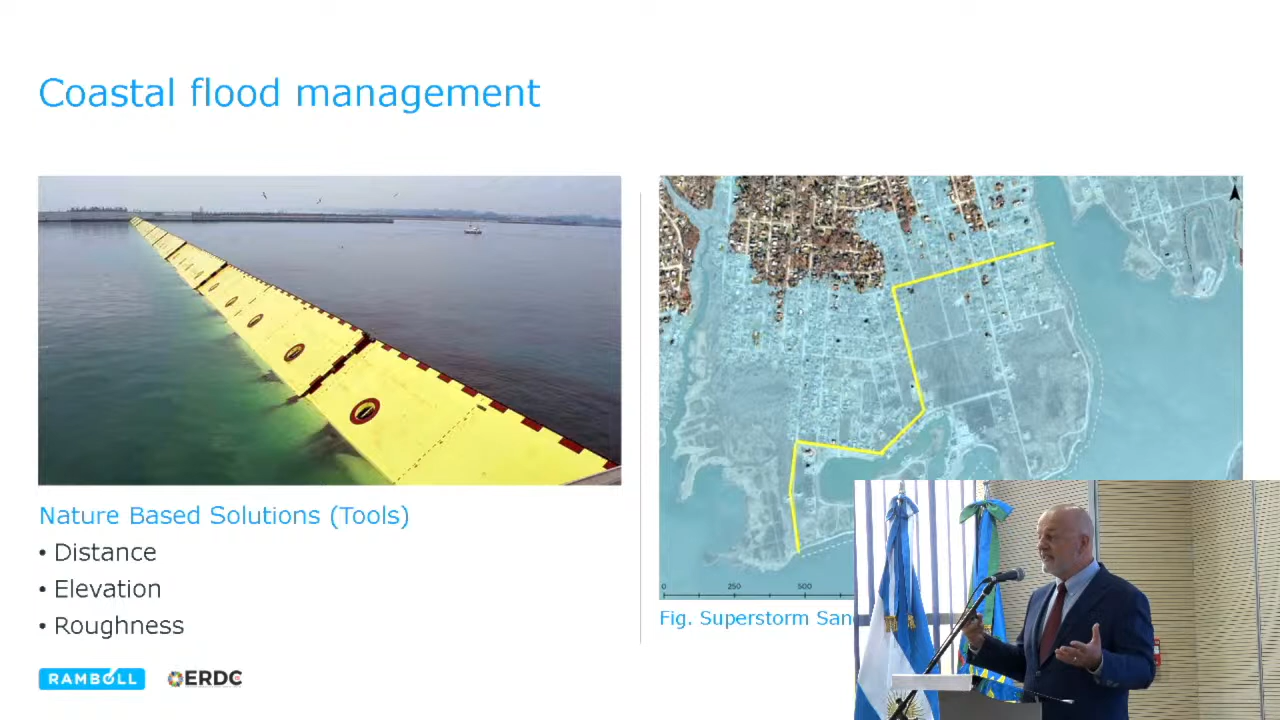 Coastal flood management
Nature Based Solutions (Tools)
• Distance
• Elevation
• Roughness
RAMBOLL
ERDC
0
250
500
Fig. Superstorm San